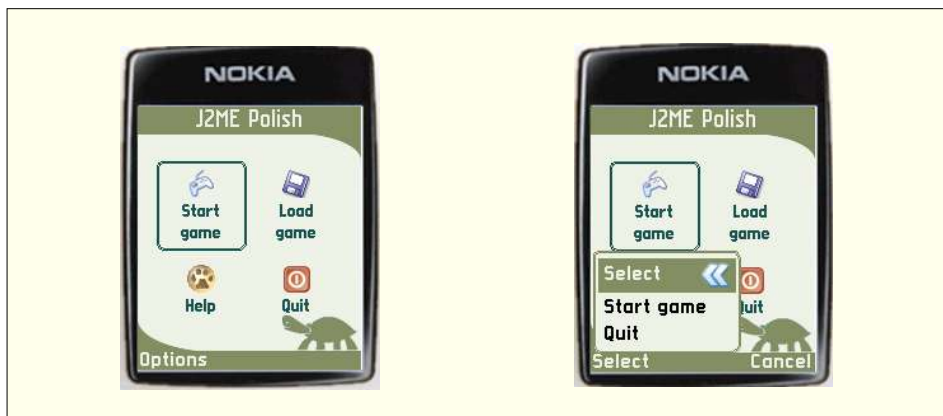 NOKIA
J2ME Polish
Start
game
Load
game
Help
Quit
Options
NOKIA
J2ME Polish
Start
game
Load
game
Select
Start game
Quit
uit
Select
Cancel